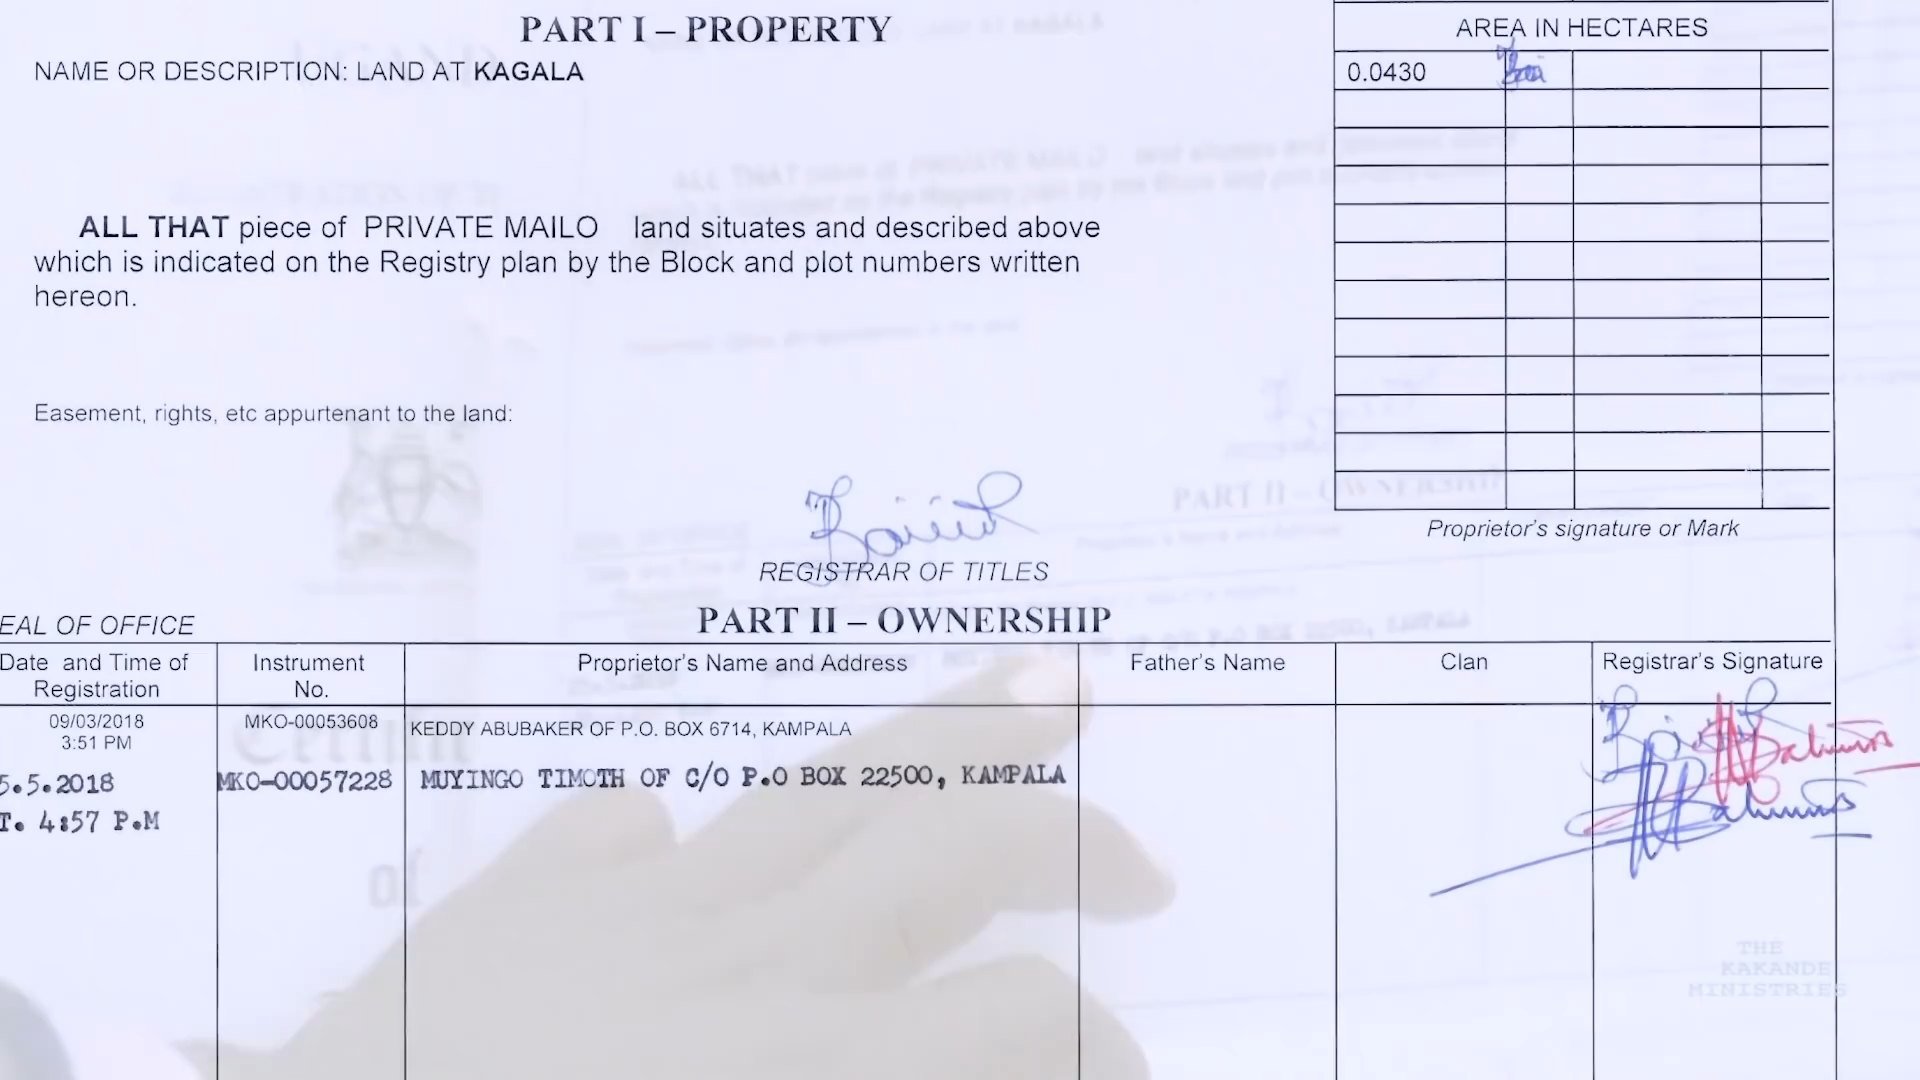 PART I – PROPERTY
AREA IN HECTARES
NAME OR DESCRIPTION: LAND AT KAGALA
0.0430
ALL THAT piece of PRIVATE MAILO land situates and described above
which is indicated on the Registry plan by the Block and plot numbers written
hereon.
Easement, rights, etc appurtenant to the land:
Proprietor's signature or Mark
REGISTRAR OF TITLES
EAL OF OFFICE
PART II – OWNERSHIP
Date and Time of Registration
Instrument No.
Proprietor's Name and Address
Father's Name
Clan
Registrar's Signature
09/03/2018
3:51 PM
MKO-00053608
KEDDY ABUBAKER OF P.O. BOX 6714, KAMPALA
5.5.2018
T. 4:57 P.M
MKO-00057228
MUYINGO TIMOTH OF C/O P.O BOX 22500, KAMPALA
THE
KAKANDE
MINISTRIES